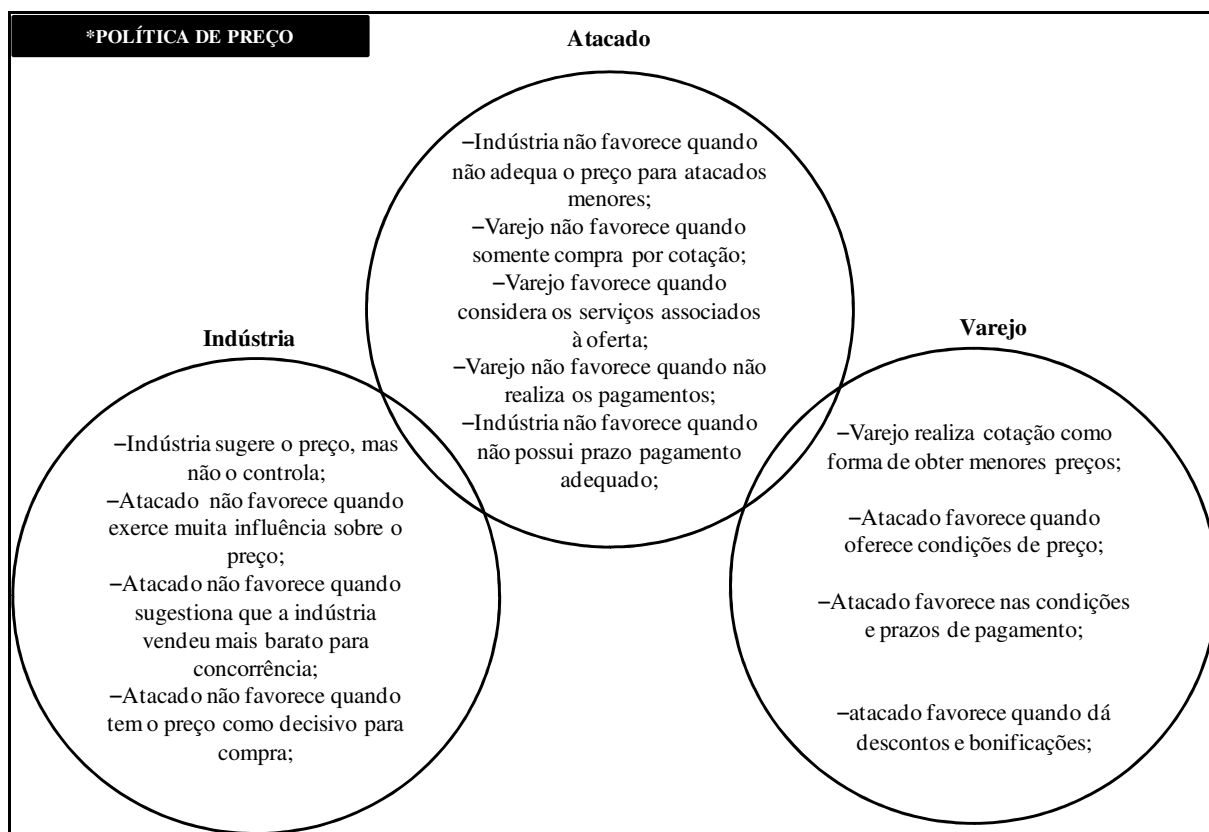 *POLÍTICA DE PREÇO
Atacado
–Indústria não favorece quando
não adequa o preço para atacados
menores;
–Varejo não favorece quando
somente compra por cotação;
–Varejo favorece quando
considera os serviços associados
à oferta;
–Varejo não favorece quando não
realiza os pagamentos;
–Indústria não favorece quando
não possui prazo pagamento
adequado;
Indústria
–Indústria sugere o preço, mas
não o controla;
–Atacado não favorece quando
exerce muita influência sobre o
preço;
–Atacado não favorece quando
sugestiona que a indústria
vendeu mais barato para
concorrência;
–Atacado não favorece quando
tem o preço como decisivo para
compra;
Varejo
–Varejo realiza cotação como
forma de obter menores preços;
–Atacado favorece quando
oferece condições de preço;
–Atacado favorece nas condições
e prazos de pagamento;
–atacado favorece quando dá
descontos e bonificações;